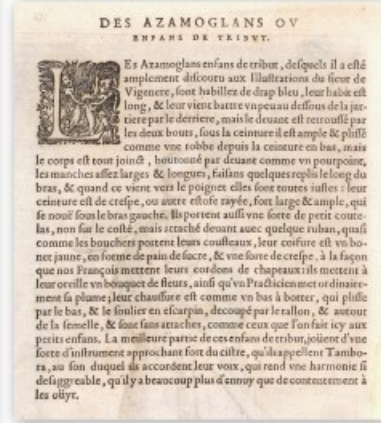 DES AZAMOGLANS OV
ENFANS DE TRIBVT.
LEs Azamoglans enfans de tribut, desquels il a esté
amplement discouru aux Illustrations du sieur de
Vigenere, sont habillez de drap bleu, leur habit est
long, & leur vient battre vn peu au dessous de la jar-
tiere par le derriere, mais le deuant est retroussé par
les deux bouts, sous la ceinture il est ample & plissé
comme vne robbe depuis la ceinture en bas, mais
le corps est tout joinct, boutonné par deuant comme vn pourpoint,
les manches assez larges & longues, faisans quelques replis le long du
bras, & quand ce vient vers le poignet elles sont toutes iustes: leur
ceinture est de crespe, ou autre estofe rayée, fort large & ample, qui
se nouë sous le bras gauche. Ils portent aussi vne sorte de petit coute-
las, non sur le costé, mais attaché deuant auec quelque ruban, quasi
comme les bouchers portent leurs cousteaux, leur coifure est vn bo-
net jaune, en forme de pain de sucre, & vne sorte de crespe, à la façon
que nos François mettent leurs cordons de chapeaux: ils mettent à
leur oreille vn bouquet de fleurs, ainsi qu'vn Practicien met ordinaire-
ment sa plume; leur chaussure est comme vn bas à botter, qui plisse
par le bas, & le soulier en escarpin, decoupé par le tallon, & autour
de la semelle, & sont sans attaches, comme ceux que l'on fait icy aux
petits enfans. La meilleure partie de ces enfans de tribut, joüent d'vne
sorte d'instrument approchant fort du cistre, qu'ils appellent Tambo-
ra, au son duquel ils accordent leur voix, qui rend vne harmonie si
desaggreable, qu'il y a beaucoup plus d'ennuy que de contentement à
les oüyr.